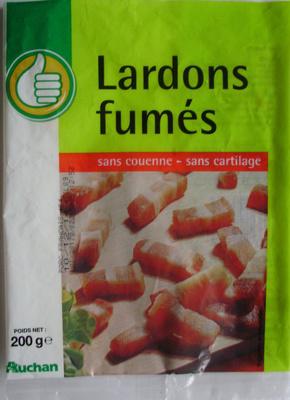 Lardons
fumés
sans couenne - sans cartilage
POIDS NET :
200 g e
Auchan